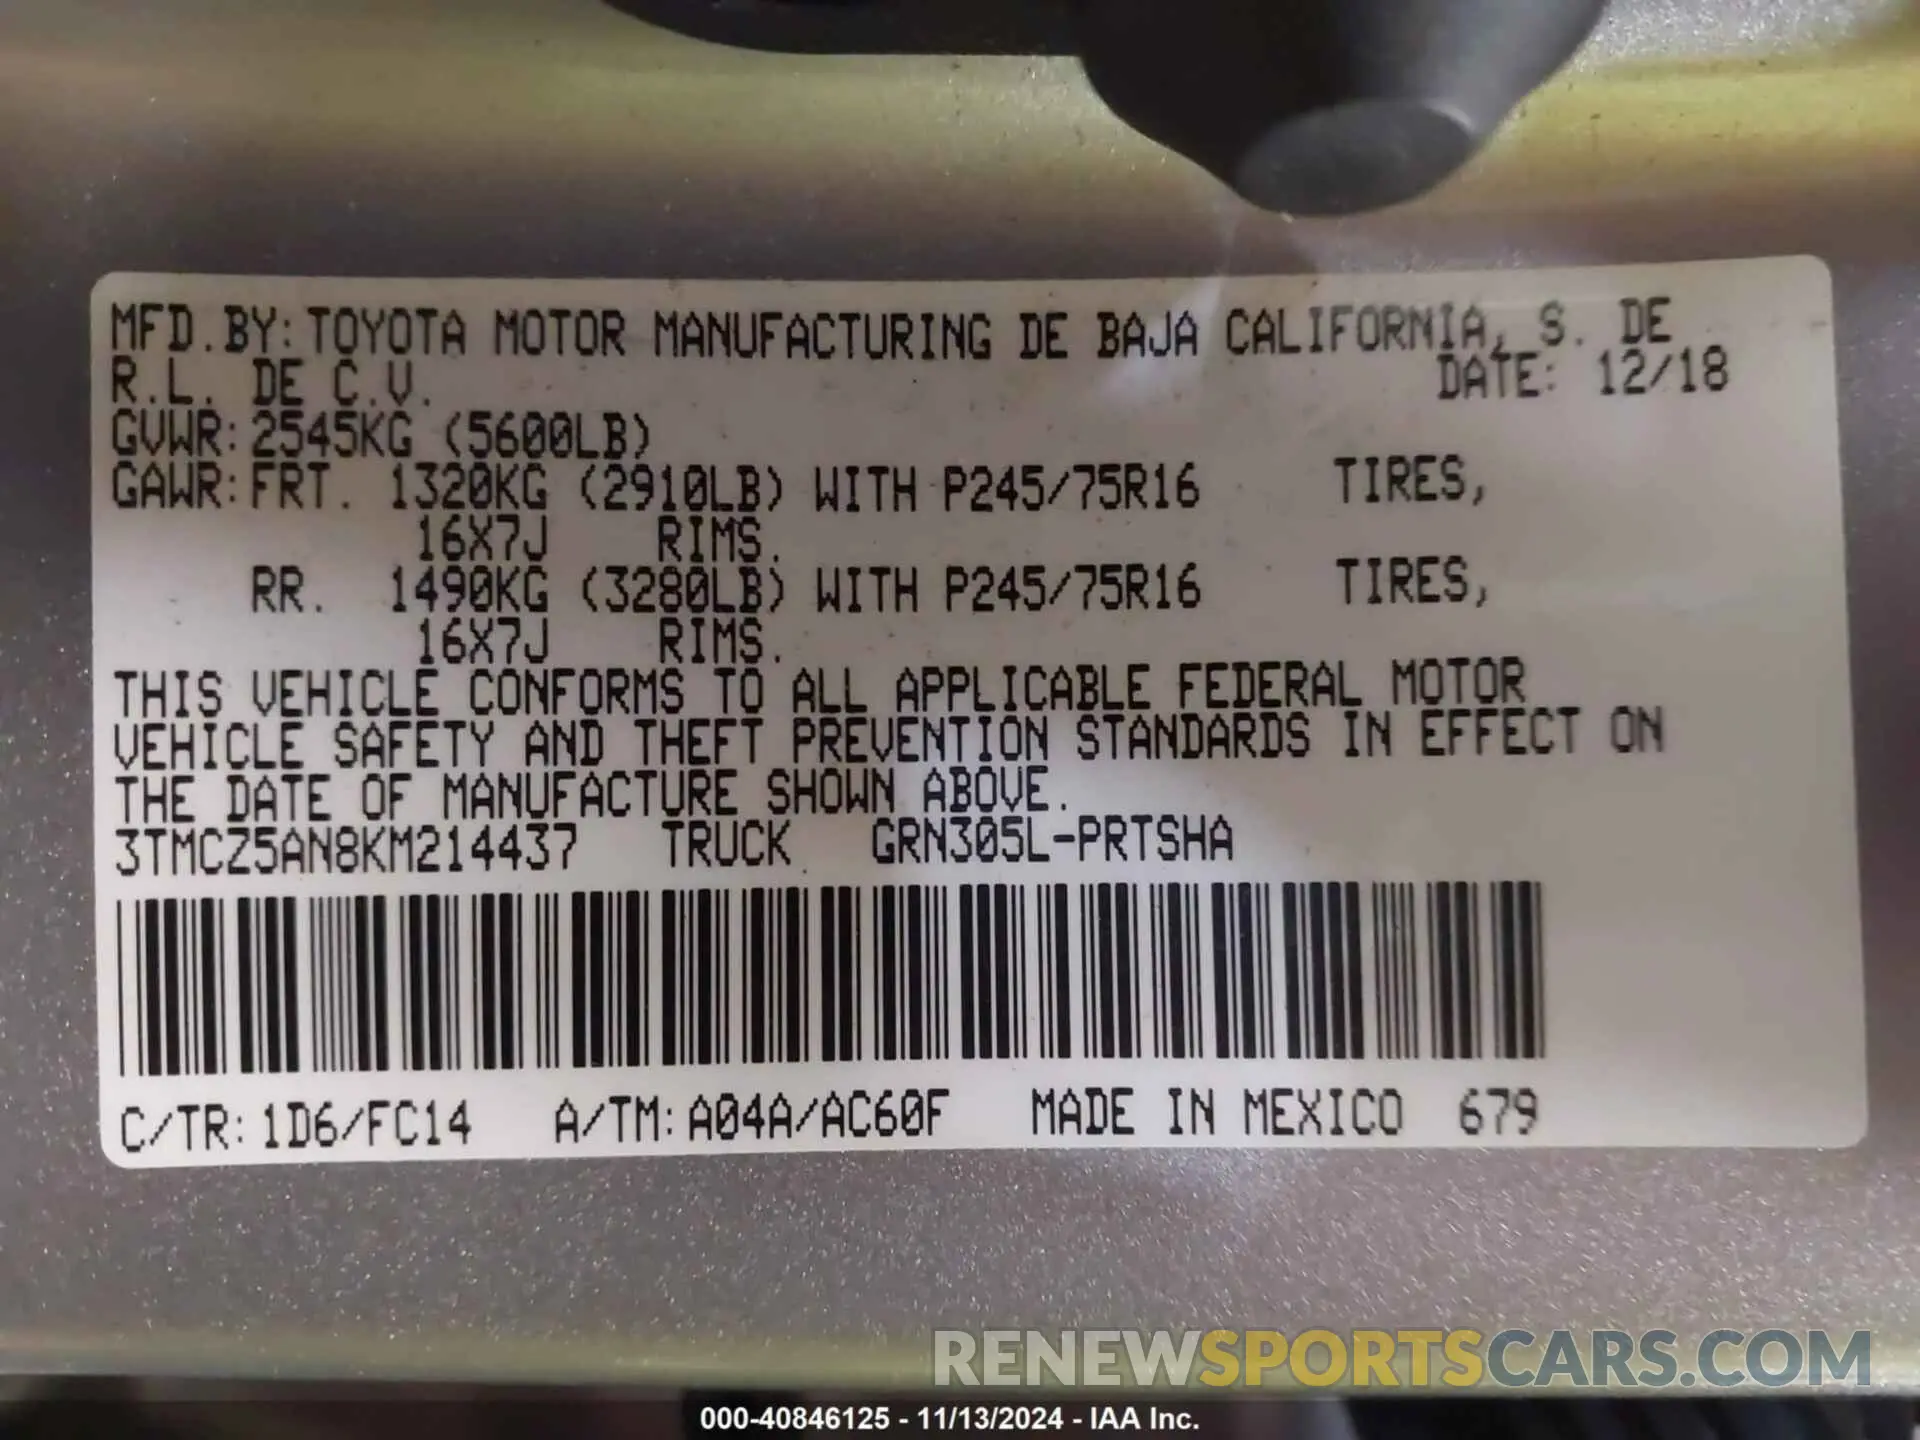 MFD.BY:TOYOTA MOTOR MANUFACTURING DE BAJA CALIFORNIA, S. DE
R.L. DE C.V. DATE: 12/18
GVWR:2545KG (5600LB)
GAWR:FRT. 1320KG (2910LB) WITH P245/75R16 TIRES,
16X7J RIMS.
RR. 1490KG (3280LB) WITH P245/75R16 TIRES,
16X7J RIMS.
THIS VEHICLE CONFORMS TO ALL APPLICABLE FEDERAL MOTOR
VEHICLE SAFETY AND THEFT PREVENTION STANDARDS IN EFFECT ON
THE DATE OF MANUFACTURE SHOWN ABOVE.
3TMCZ5AN8KM214437 TRUCK GRN305L-PRTSHA
C/TR:1D6/FC14 A/TM:A04A/AC60F MADE IN MEXICO 679
RENEWSPORTSCARS.COM
000-40846125 - 11/13/2024 - IAA Inc.